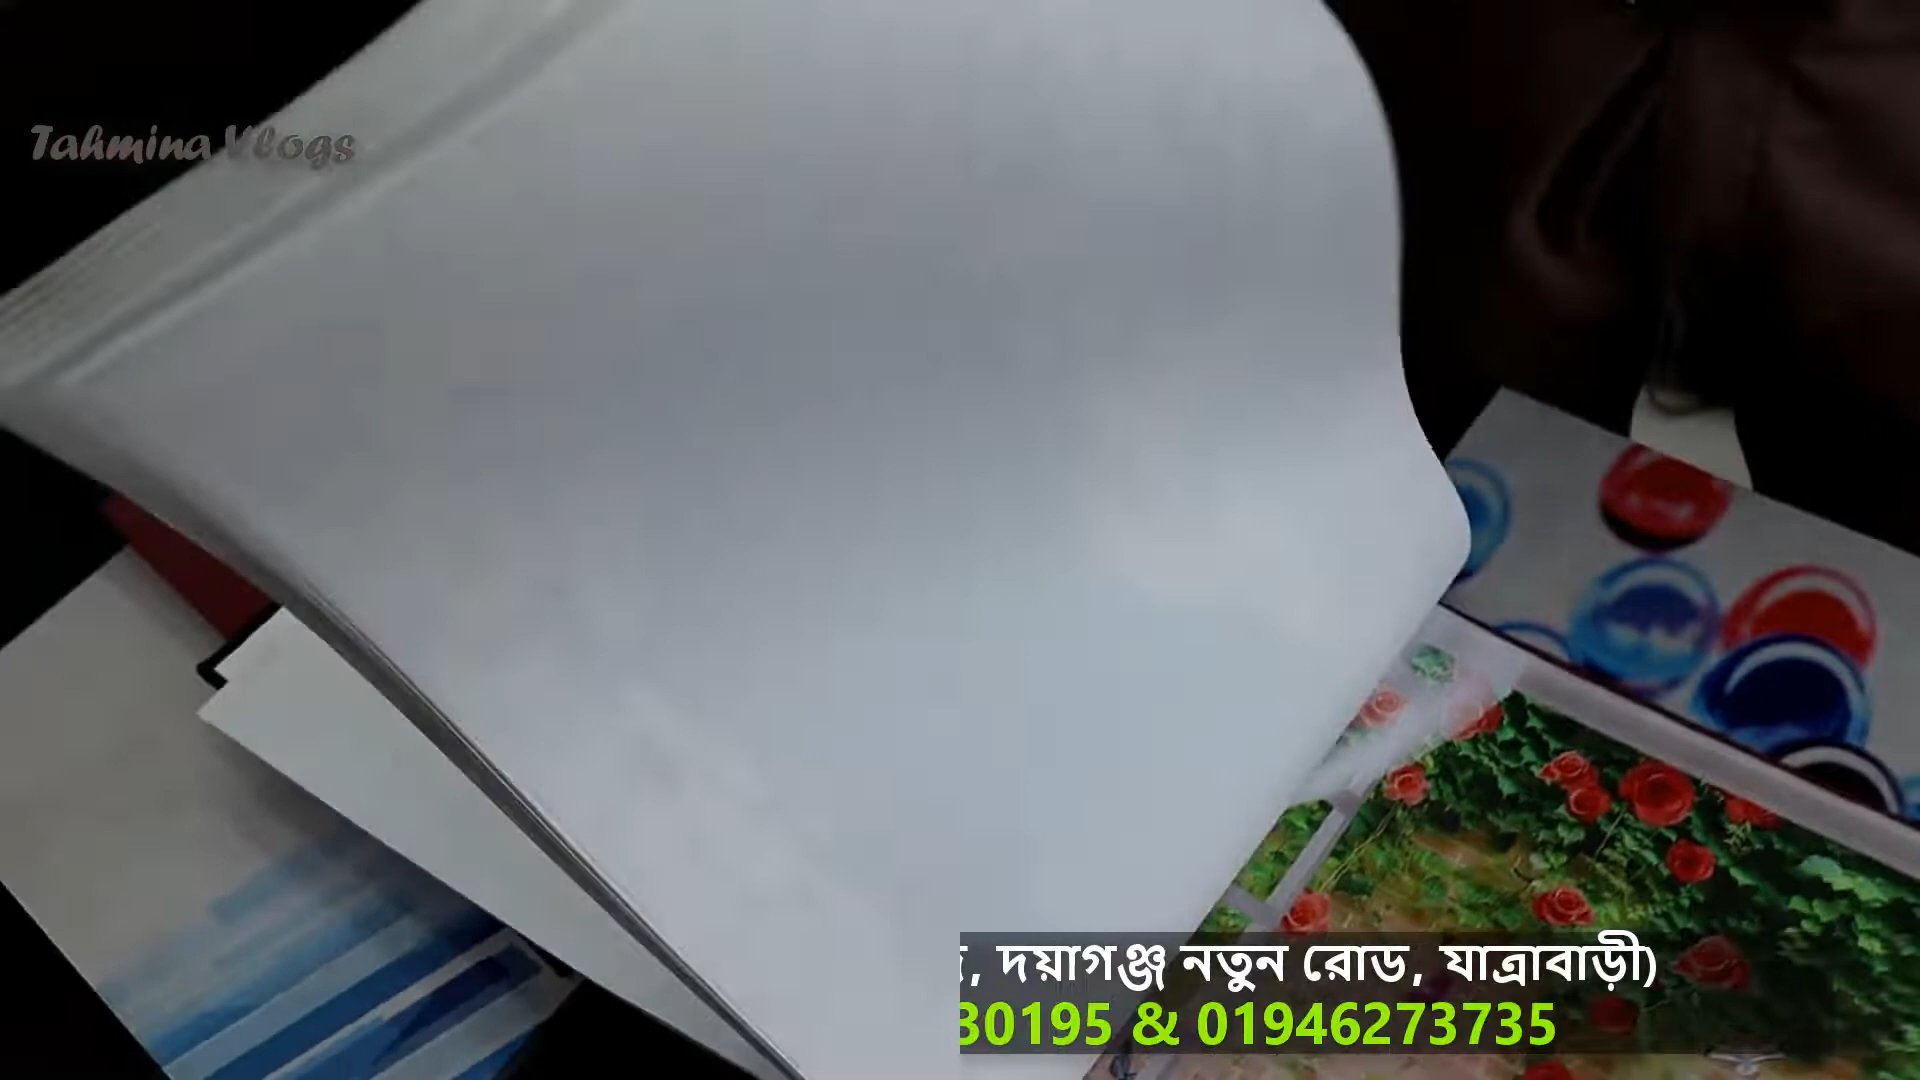 Tahmina Vlogs
, দয়াগঞ্জ নতুন রোড, যাত্রাবাড়ী)
30195 & 01946273735